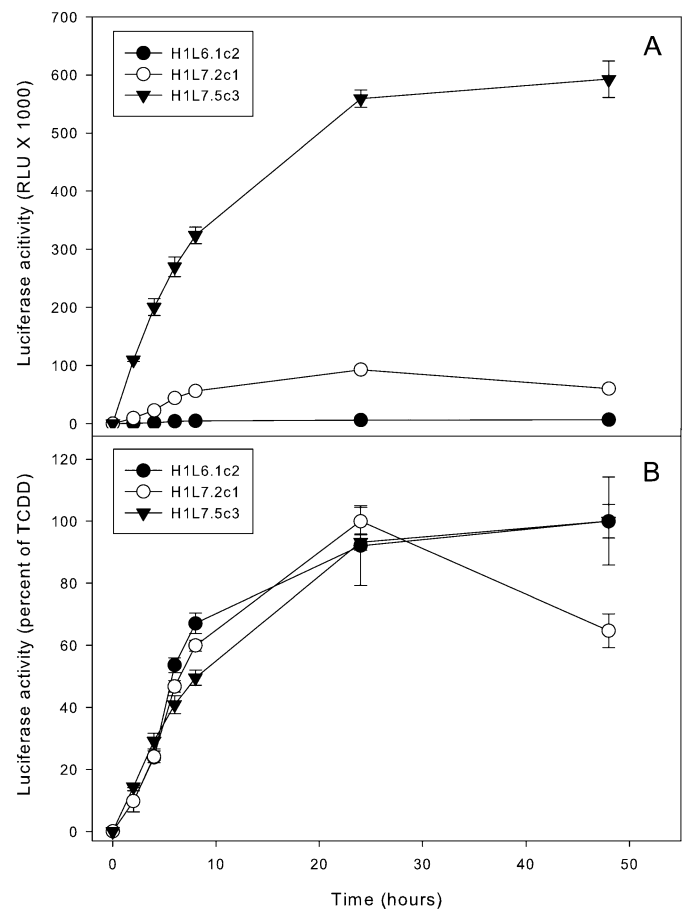 700
600
500
400
300
200
100
0
Luciferase acitivity (RLU X 1000)
H1L6.1c2
H1L7.2c1
H1L7.5c3
A
120
100
80
60
40
20
0
Luciferase activity (percent of TCDD)
H1L6.1c2
H1L7.2c1
H1L7.5c3
B
0 10 20 30 40 50
Time (hours)